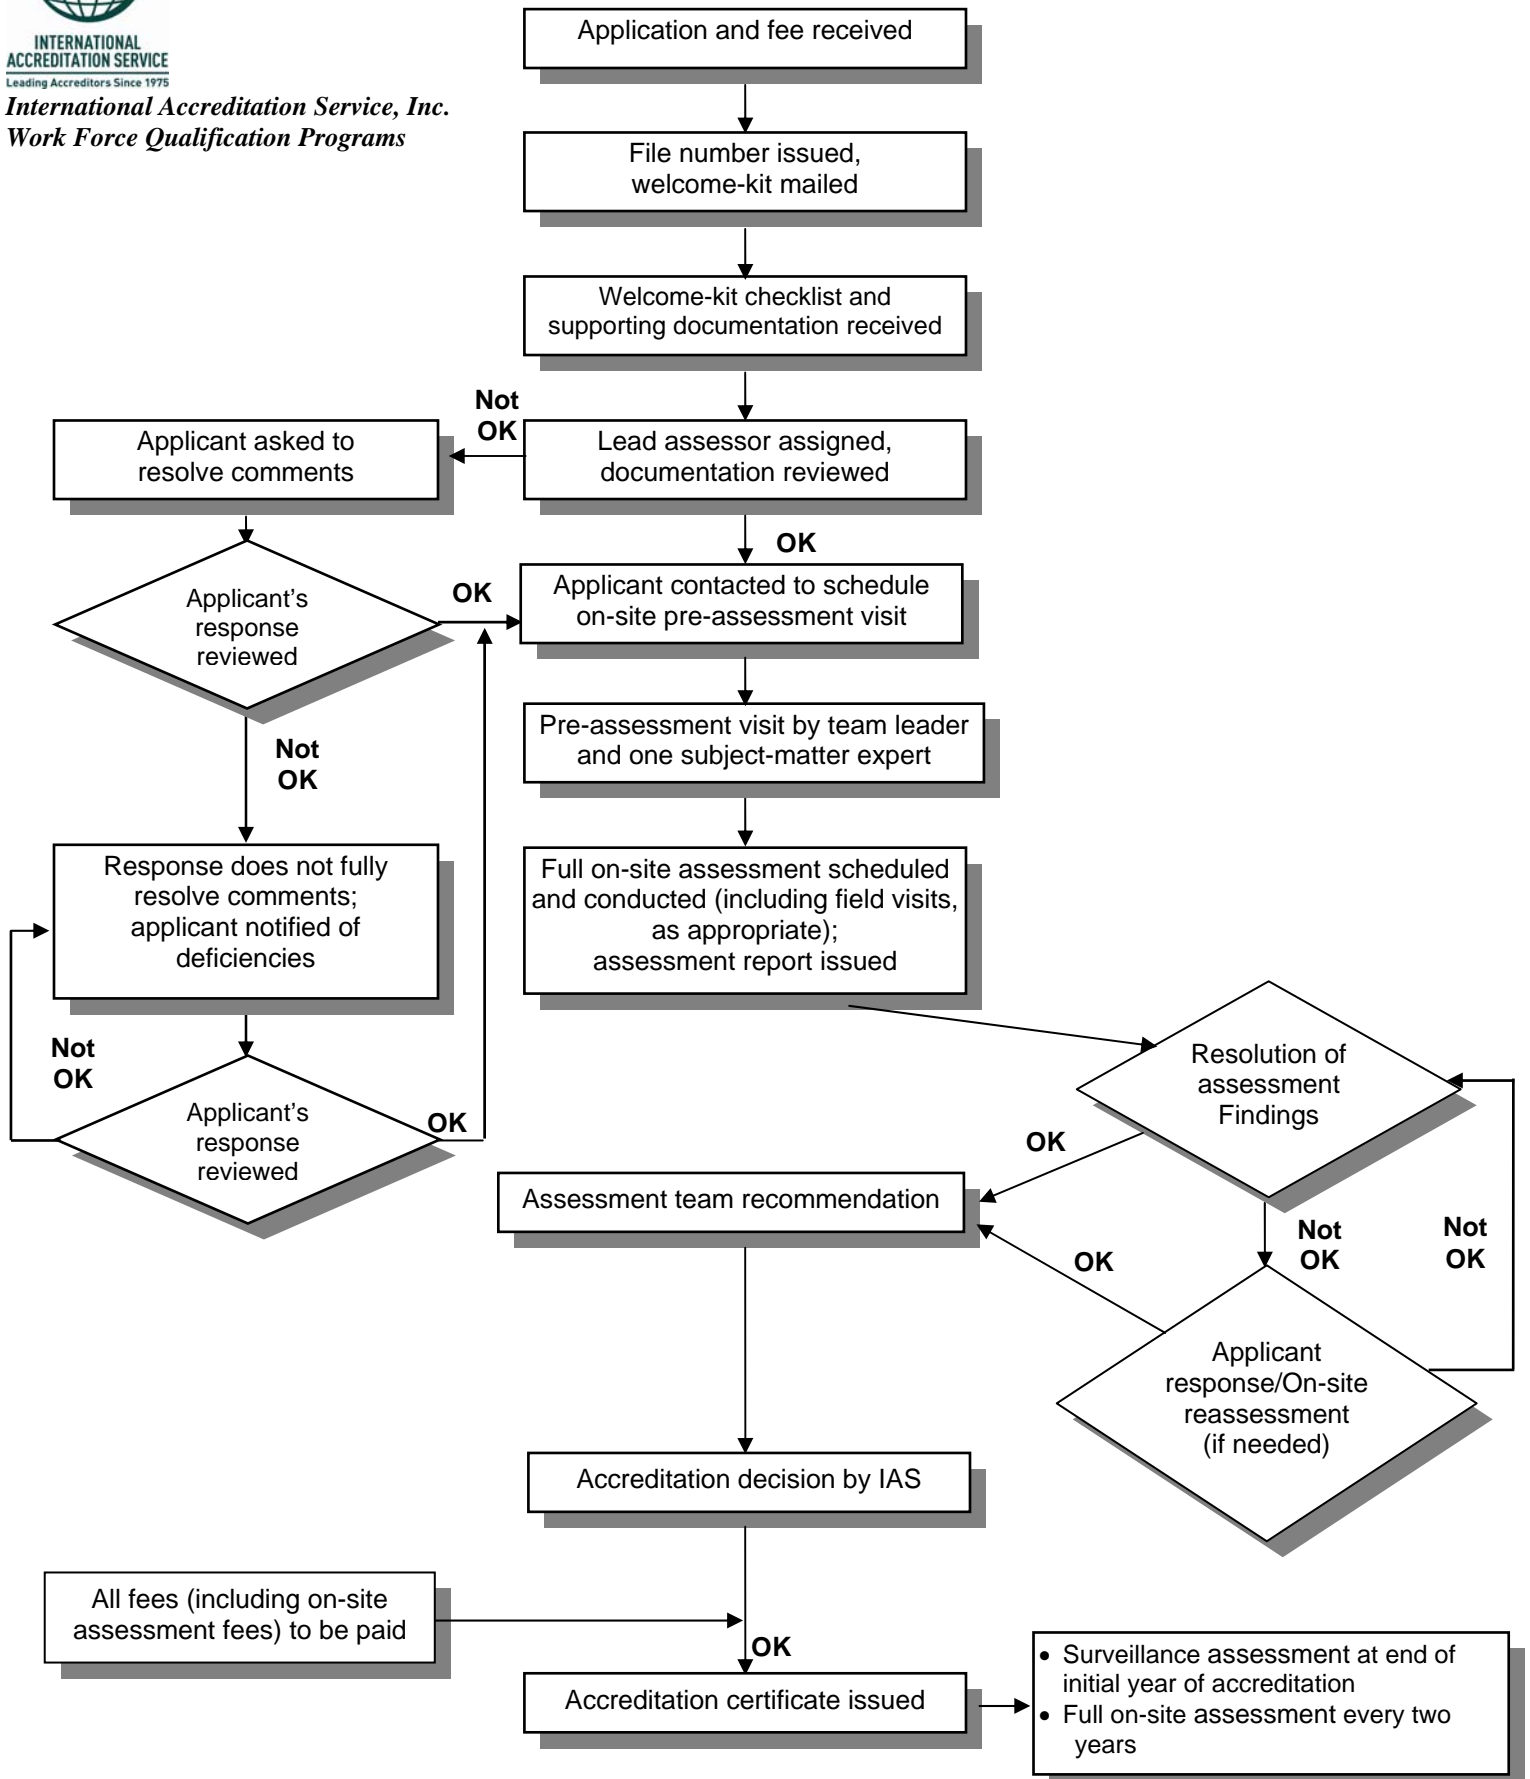 INTERNATIONAL
ACCREDITATION SERVICE
Leading Accreditors Since 1975
International Accreditation Service, Inc.
Work Force Qualification Programs
Application and fee received
File number issued,
welcome-kit mailed
Welcome-kit checklist and
supporting documentation received
Not
OK
Applicant asked to
resolve comments
Lead assessor assigned,
documentation reviewed
OK
Applicant's
response
reviewed
OK
Applicant contacted to schedule
on-site pre-assessment visit
Not
OK
Pre-assessment visit by team leader
and one subject-matter expert
Response does not fully
resolve comments;
applicant notified of
deficiencies
Full on-site assessment scheduled
and conducted (including field visits,
as appropriate);
assessment report issued
Not
OK
Applicant's
response
reviewed
OK
Resolution of
assessment
Findings
OK
Assessment team recommendation
Not
OK
Not
OK
OK
Applicant
response/On-site
reassessment
(if needed)
Accreditation decision by IAS
All fees (including on-site
assessment fees) to be paid
OK
Accreditation certificate issued
• Surveillance assessment at end of
initial year of accreditation
• Full on-site assessment every two
years